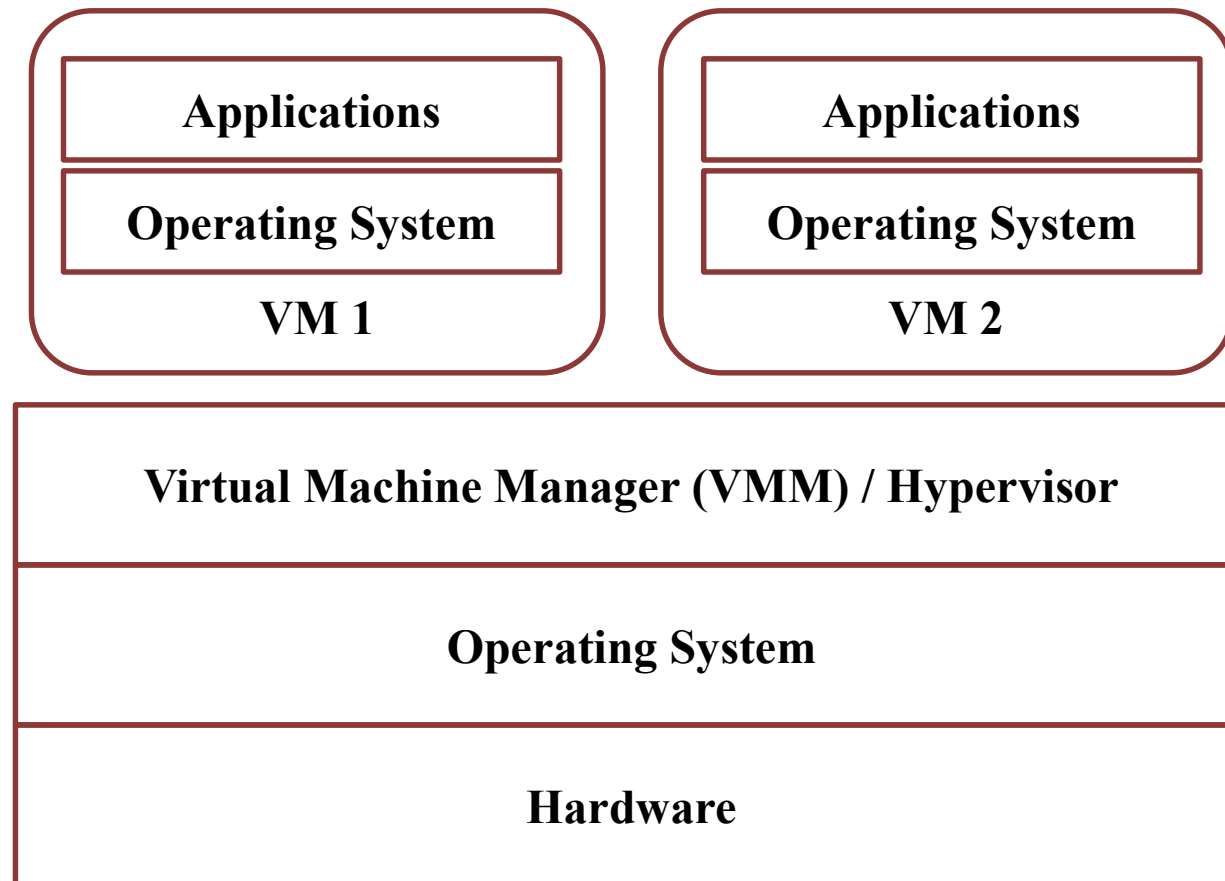 Applications
Applications
Operating System
Operating System
VM 1
VM 2
Virtual Machine Manager (VMM) / Hypervisor
Operating System
Hardware